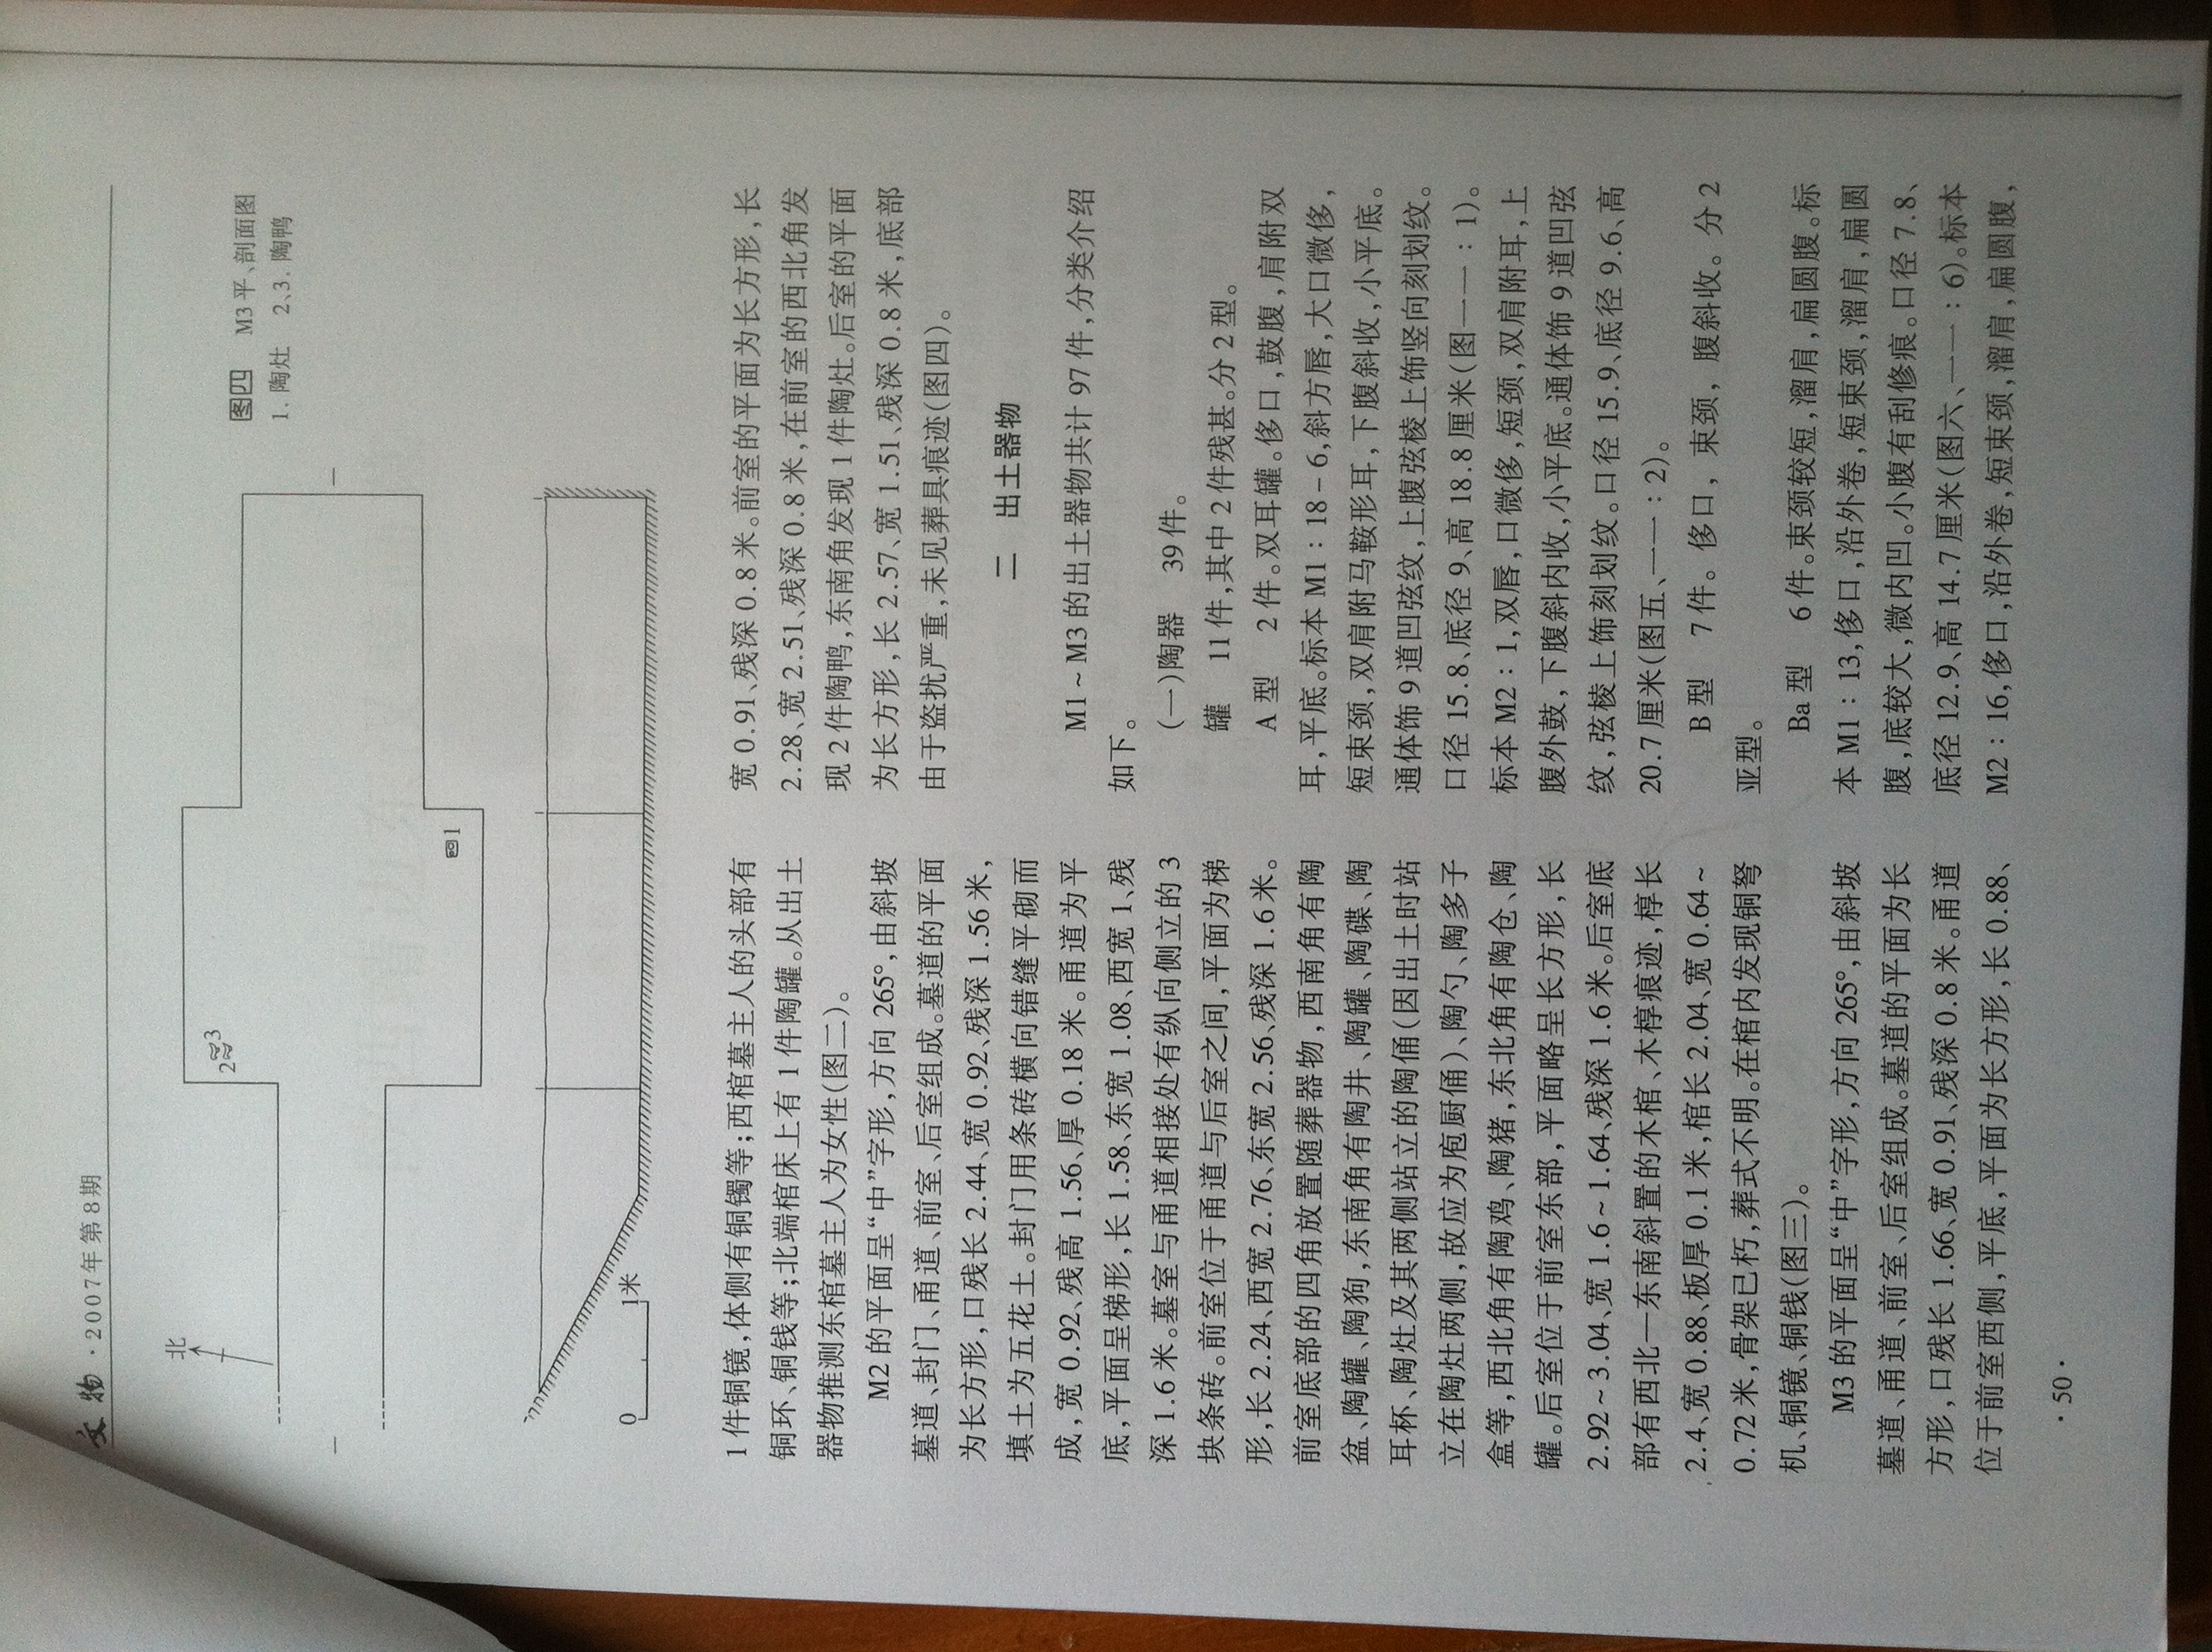 文物·2007年第8期
北
2
3
图四 M3平、剖面图
1. 陶灶 2、3. 陶鸭
1
0 1米
1件铜镜,体侧有铜镯等;西棺墓主人的头部有
铜环、铜钱等;北端棺床上有1件陶罐。从出土
器物推测东棺墓主人为女性(图二)。
M2的平面呈“中”字形,方向265°,由斜坡
墓道、封门、甬道、前室、后室组成。墓道的平面
为长方形,口残长2.44、宽0.92、残深1.56米,
填土为五花土。封门用条砖横向错缝平砌而
成,宽0.92、残高1.56、厚0.18米。甬道为平
底,平面呈梯形,长1.58、东宽1.08、西宽1、残
深1.6米。墓室与甬道相接处有纵向侧立的3
块条砖。前室位于甬道与后室之间,平面为梯
形,长2.24、西宽2.76、东宽2.56、残深1.6米。
前室底部的四角放置随葬器物,西南角有陶
盆、陶罐、陶狗,东南角有陶井、陶罐、陶碟、陶
耳杯、陶灶及其两侧站立的陶俑(因出土时站
立在陶灶两侧,故应为庖厨俑)、陶勺、陶多子
盒等,西北角有陶鸡、陶猪,东北角有陶仓、陶
罐。后室位于前室东部,平面略呈长方形,长
2.92~3.04、宽1.6~1.64、残深1.6米。后室底
部有西北—东南斜置的木棺、木椁痕迹,椁长
2.4、宽0.88、板厚0.1米,棺长2.04、宽0.64~
0.72米,骨架已朽,葬式不明。在棺内发现铜弩
机、铜镜、铜钱(图三)。
M3的平面呈“中”字形,方向265°,由斜坡
墓道、甬道、前室、后室组成。墓道的平面为长
方形,口残长1.66、宽0.91、残深0.8米。甬道
位于前室西侧,平底,平面为长方形,长0.88、
宽0.91、残深0.8米。前室的平面为长方形,长
2.28、宽2.51、残深0.8米,在前室的西北角发
现2件陶鸭,东南角发现1件陶灶。后室的平面
为长方形,长2.57、宽1.51、残深0.8米,底部
由于盗扰严重,未见葬具痕迹(图四)。
二 出土器物
M1~M3的出土器物共计97件,分类介绍
如下。
(一)陶器 39件。
罐 11件,其中2件残甚。分2型。
A型 2件。双耳罐。侈口,鼓腹,肩附双
耳,平底。标本M1∶18-6,斜方唇,大口微侈,
短束颈,双肩附马鞍形耳,下腹斜收,小平底。
通体饰9道凹弦纹,上腹弦棱上饰竖向刻划纹。
口径15.8、底径9、高18.8厘米(图一一∶1)。
标本M2∶1,双唇,口微侈,短颈,双肩附耳,上
腹外鼓,下腹斜内收,小平底。通体饰9道凹弦
纹,弦棱上饰刻划纹。口径15.9、底径9.6、高
20.7厘米(图五、一一∶2)。
B型 7件。侈口,束颈,腹斜收。分2
亚型。
Ba型 6件。束颈较短,溜肩,扁圆腹。标
本M1∶13,侈口,沿外卷,短束颈,溜肩,扁圆
腹,底较大,微内凹。小腹有刮修痕。口径7.8、
底径12.9、高14.7厘米(图六、一一∶6)。标本
M2∶16,侈口,沿外卷,短束颈,溜肩,扁圆腹,
·50·